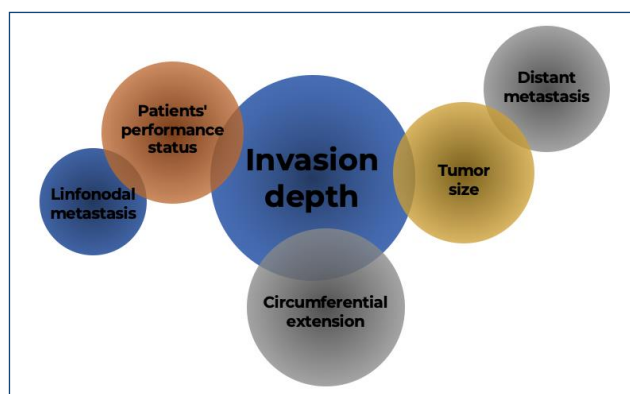 Distant
metastasis
Patients'
performance
status
Invasion
depth
Tumor
size
Linfonodal
metastasis
Circumferential
extension